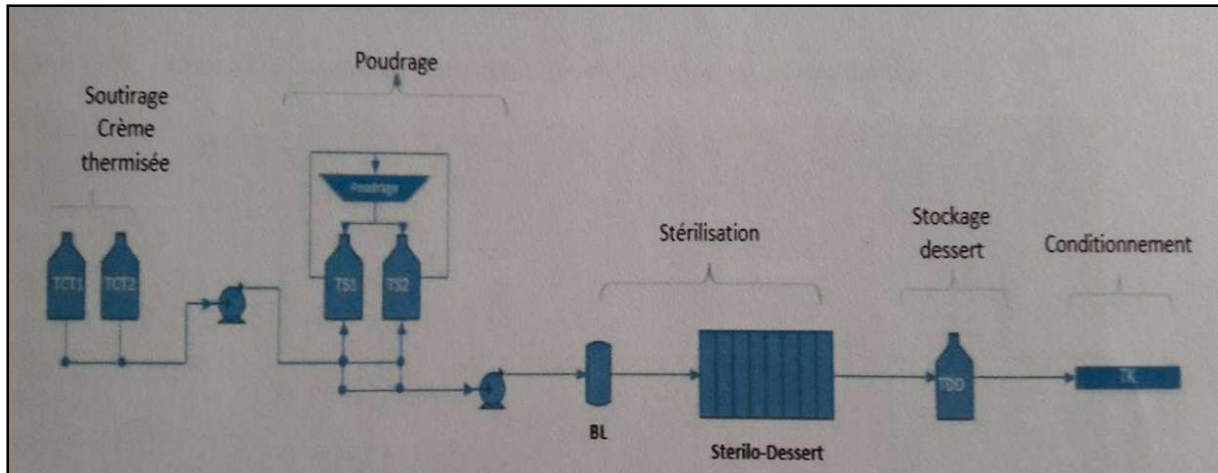 Poudrage
Soutirage
Crème
thermisée
Poudrage
TCT1
TCT2
TS1
TS2
Stérilisation
Stockage
dessert
Conditionnement
TDD
TK
BL
Sterilo-Dessert